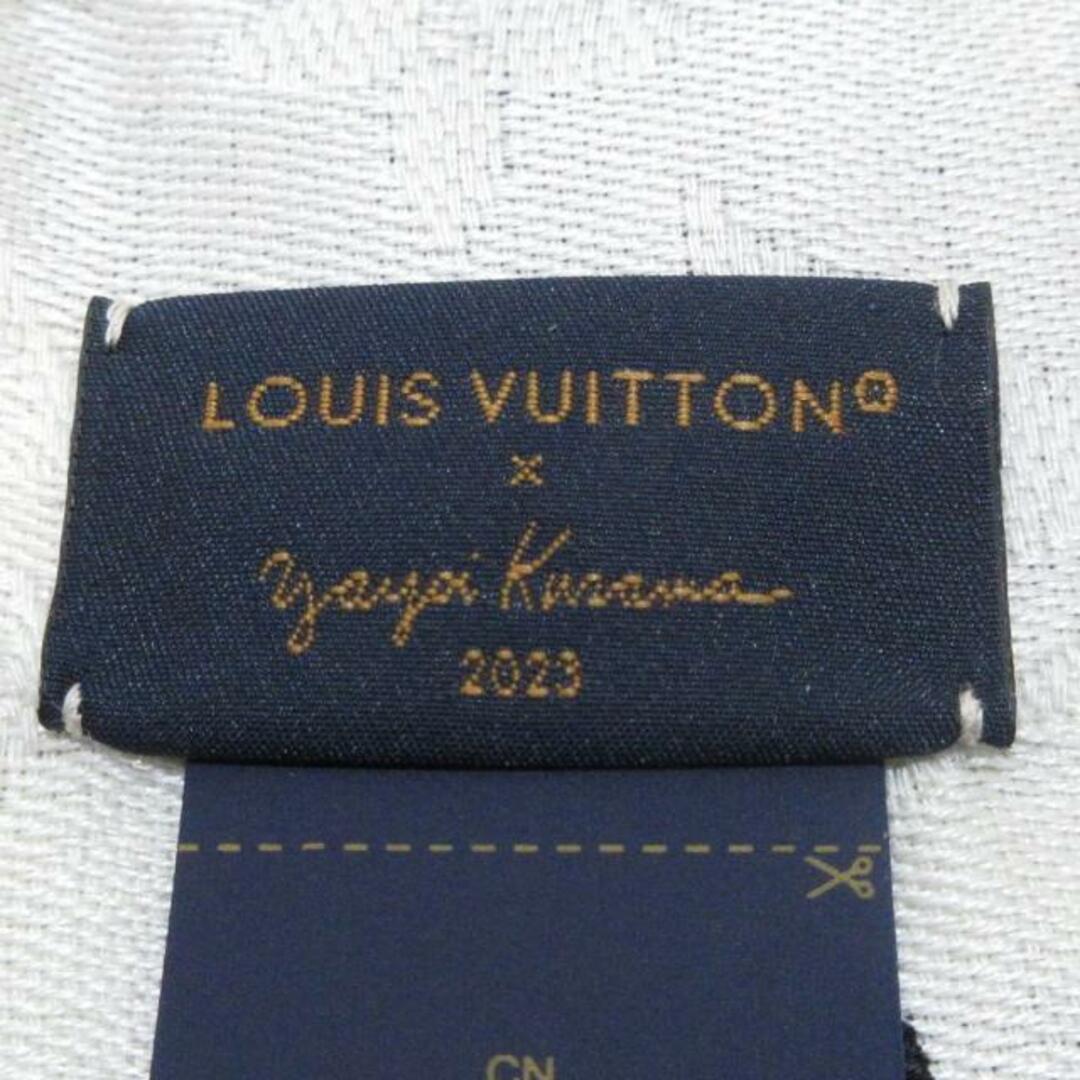 LOUIS VUITTON®
x
Yayoi Kusama
2023
CN